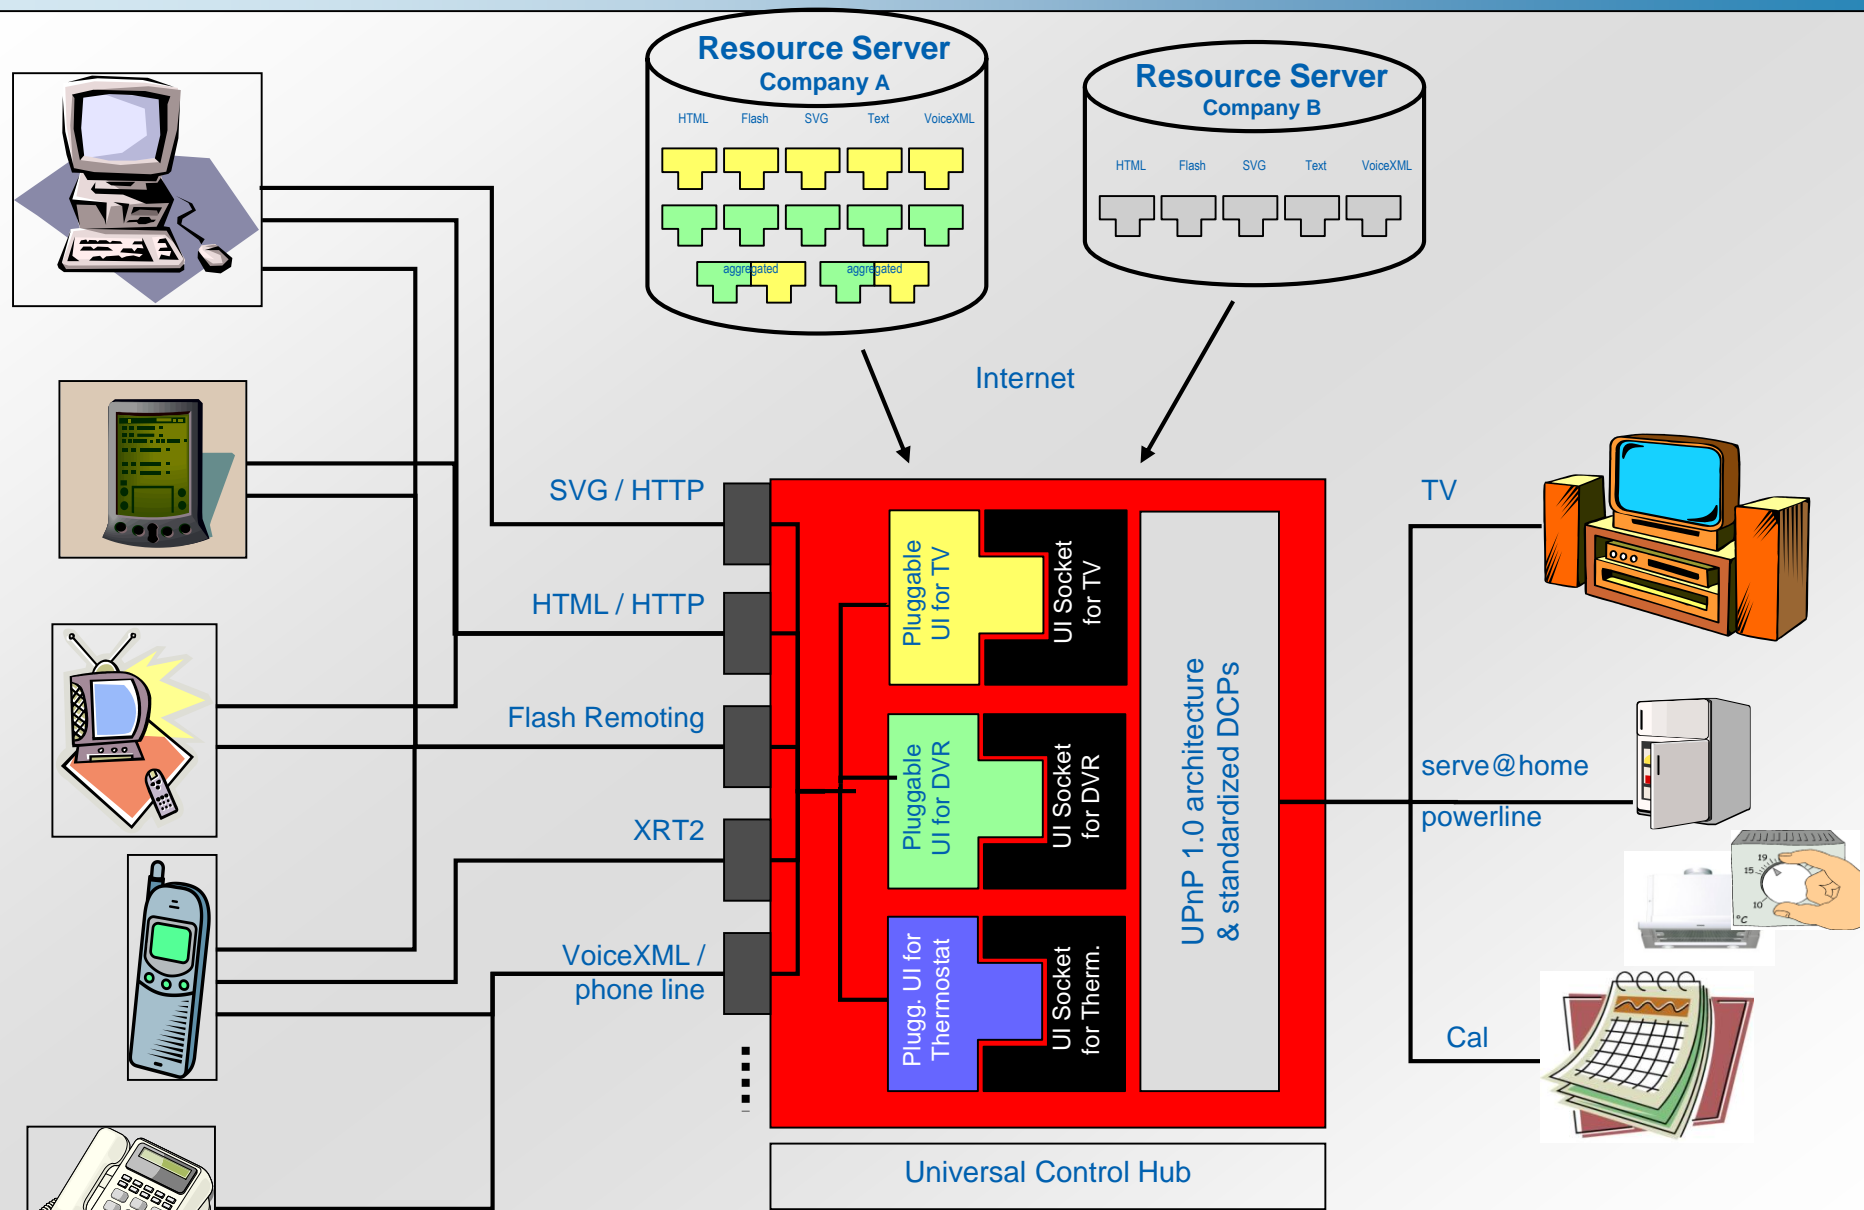 Resource Server
Company A
HTML Flash SVG Text VoiceXML
aggregated aggregated
Resource Server
Company B
HTML Flash SVG Text VoiceXML
Internet
SVG / HTTP
HTML / HTTP
Flash Remoting
XRT2
VoiceXML /
phone line
Pluggable
UI for TV
UI Socket
for TV
Pluggable
UI for DVR
UI Socket
for DVR
Plugg. UI for
Thermostat
UI Socket
for Therm.
UPnP 1.0 architecture
& standardized DCPs
TV
serve@home
powerline
19
15
10
°C
Cal
Universal Control Hub